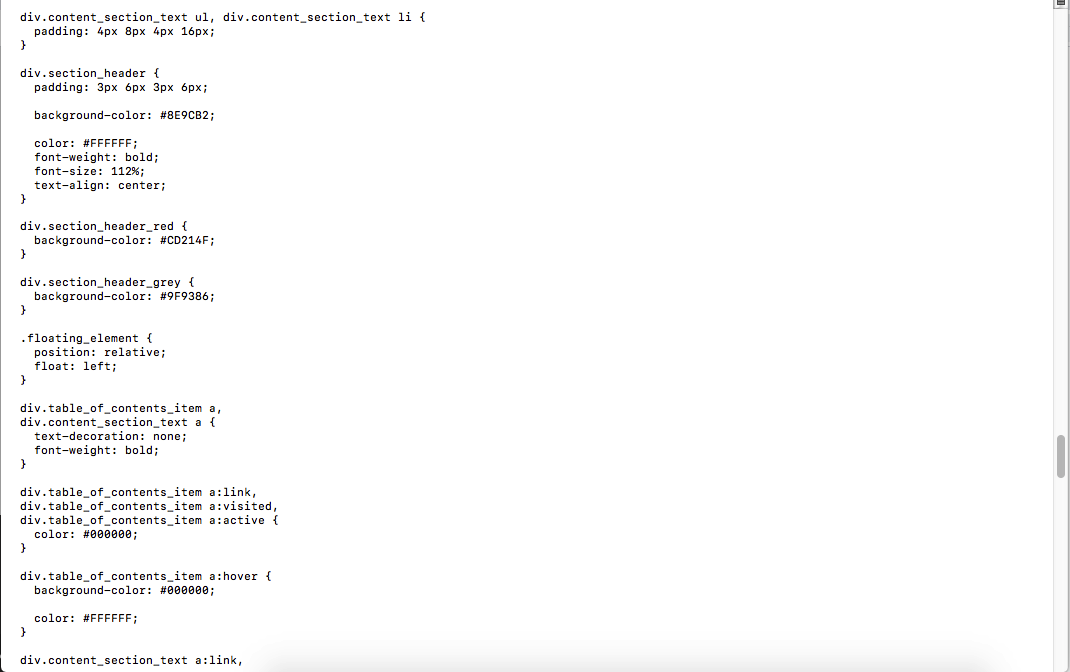 div.content_section_text ul, div.content_section_text li {
padding: 4px 8px 4px 16px;
}
div.section_header {
padding: 3px 6px 3px 6px;
background-color: #8E9CB2;
color: #FFFFFF;
font-weight: bold;
font-size: 112%;
text-align: center;
}
div.section_header_red {
background-color: #CD214F;
}
div.section_header_grey {
background-color: #9F9386;
}
.floating_element {
position: relative;
float: left;
}
div.table_of_contents_item a,
div.content_section_text a {
text-decoration: none;
font-weight: bold;
}
div.table_of_contents_item a:link,
div.table_of_contents_item a:visited,
div.table_of_contents_item a:active {
color: #000000;
}
div.table_of_contents_item a:hover {
background-color: #000000;
color: #FFFFFF;
}
div.content_section_text a:link,